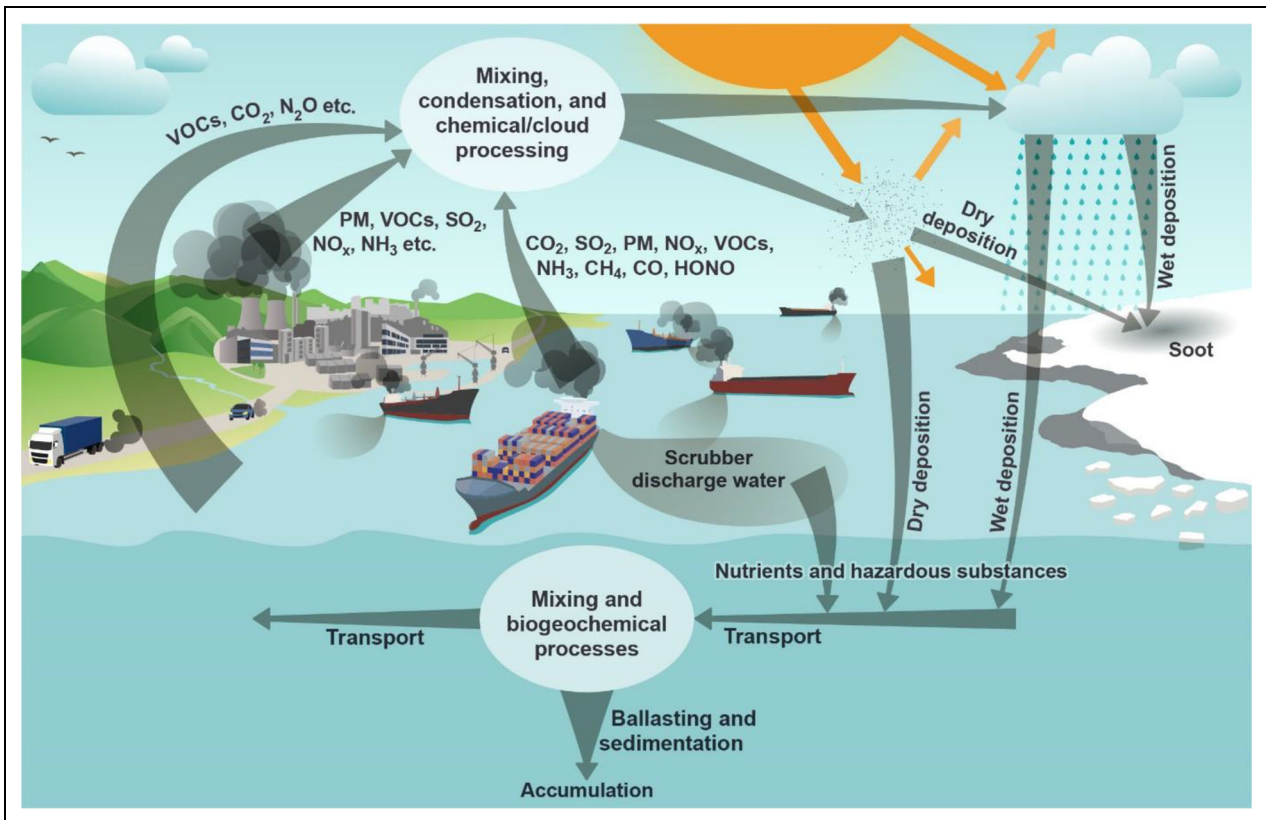 Mixing,
condensation, and
chemical/cloud
processing
VOCs, CO₂, N₂O etc.
PM, VOCs, SO₂,
NOₓ, NH₃ etc.
CO₂, SO₂, PM, NOₓ, VOCs,
NH₃, CH₄, CO, HONO
Dry
deposition
Wet deposition
Soot
Scrubber
discharge water
Dry deposition
Wet deposition
Nutrients and hazardous substances
Mixing and
biogeochemical
processes
Transport
Transport
Ballasting and
sedimentation
Accumulation